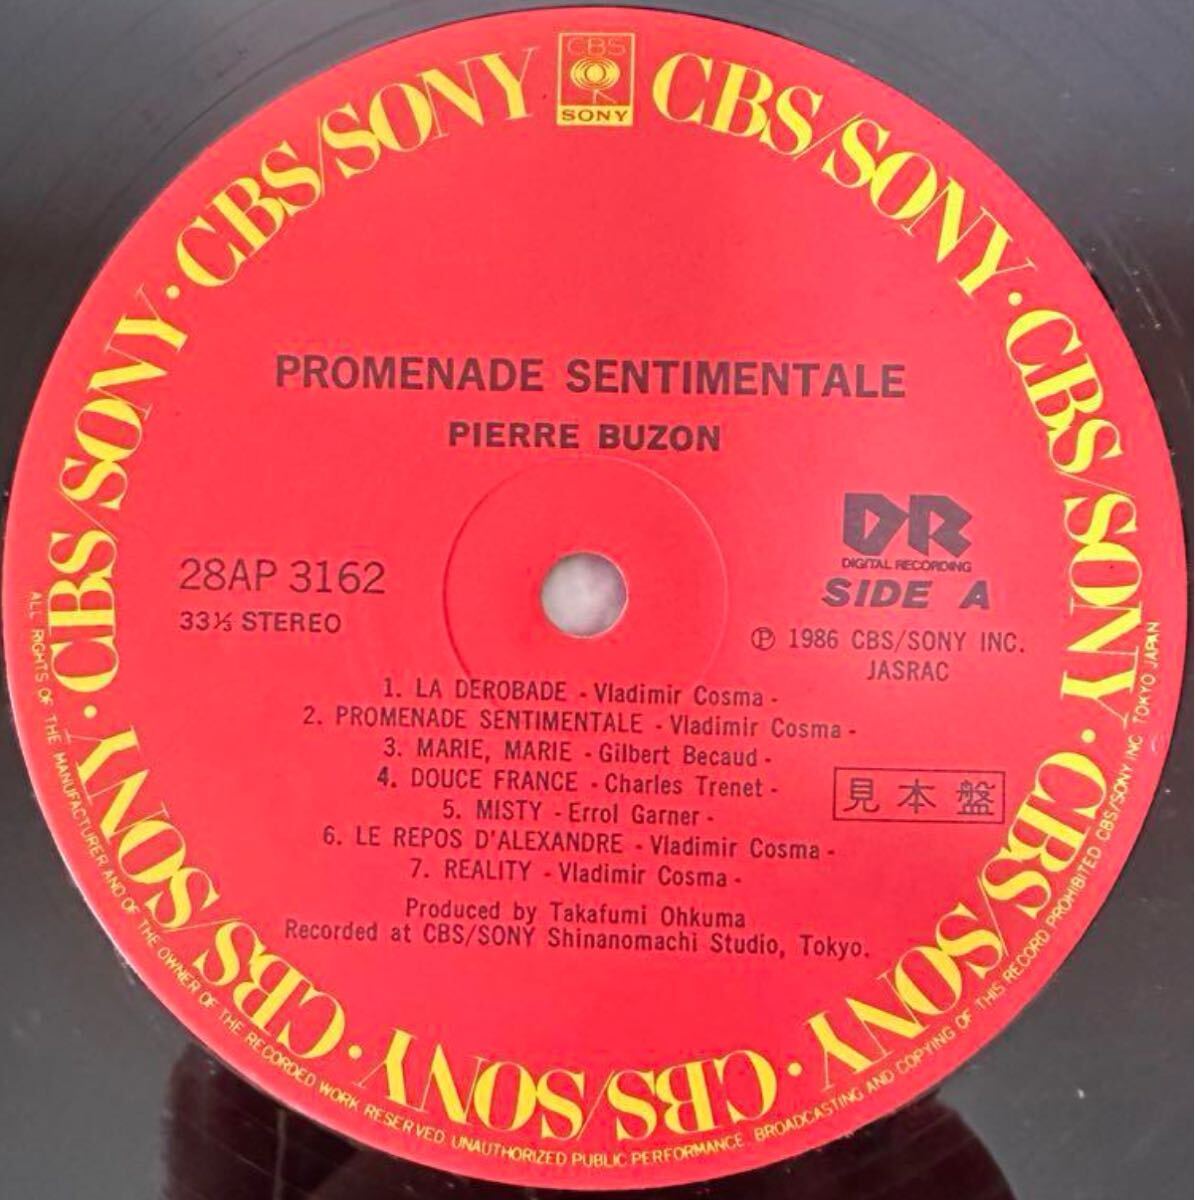 CBS
SONY
CBS/SONY · CBS/SONY · CBS/SONY · CBS/SONY · CBS/SONY · CBS/SONY · CBS/SONY · CBS/SONY
PROMENADE SENTIMENTALE
PIERRE BUZON
DR
DIGITAL RECORDING
28AP 3162
SIDE A
33⅓ STEREO
Ⓟ 1986 CBS/SONY INC.
JASRAC
1. LA DEROBADE - Vladimir Cosma -
2. PROMENADE SENTIMENTALE - Vladimir Cosma -
3. MARIE, MARIE - Gilbert Becaud -
4. DOUCE FRANCE - Charles Trenet -
見本盤
5. MISTY - Errol Garner -
6. LE REPOS D'ALEXANDRE - Vladimir Cosma -
7. REALITY - Vladimir Cosma -
Produced by Takafumi Ohkuma
Recorded at CBS/SONY Shinanomachi Studio, Tokyo.
ALL RIGHTS OF THE MANUFACTURER AND OF THE OWNER OF THE RECORDED WORK RESERVED. UNAUTHORIZED PUBLIC PERFORMANCE, BROADCASTING AND COPYING OF THIS RECORD PROHIBITED CBS/SONY INC. TOKYO JAPAN